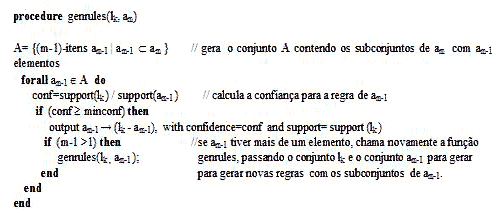 procedure genrules(lk, am)
A= {(m-1)-itens am-1 | am-1 ⊂ am } // gera o conjunto A contendo os subconjuntos de am com am-1
elementos
forall am-1 ∈ A do
conf=support(lk) / support(am-1) // calcula a confiança para a regra de am-1
if (conf ≥ minconf) then
output am-1 → (lk - am-1), with confidence=conf and support= support (lk)
if (m-1 >1) then //se am-1 tiver mais de um elemento, chama novamente a função
genrules(lk, am-1); genrules, passando o conjunto lk e o conjunto am-1 para gerar
end para gerar novas regras com os subconjuntos de am-1.
end
end